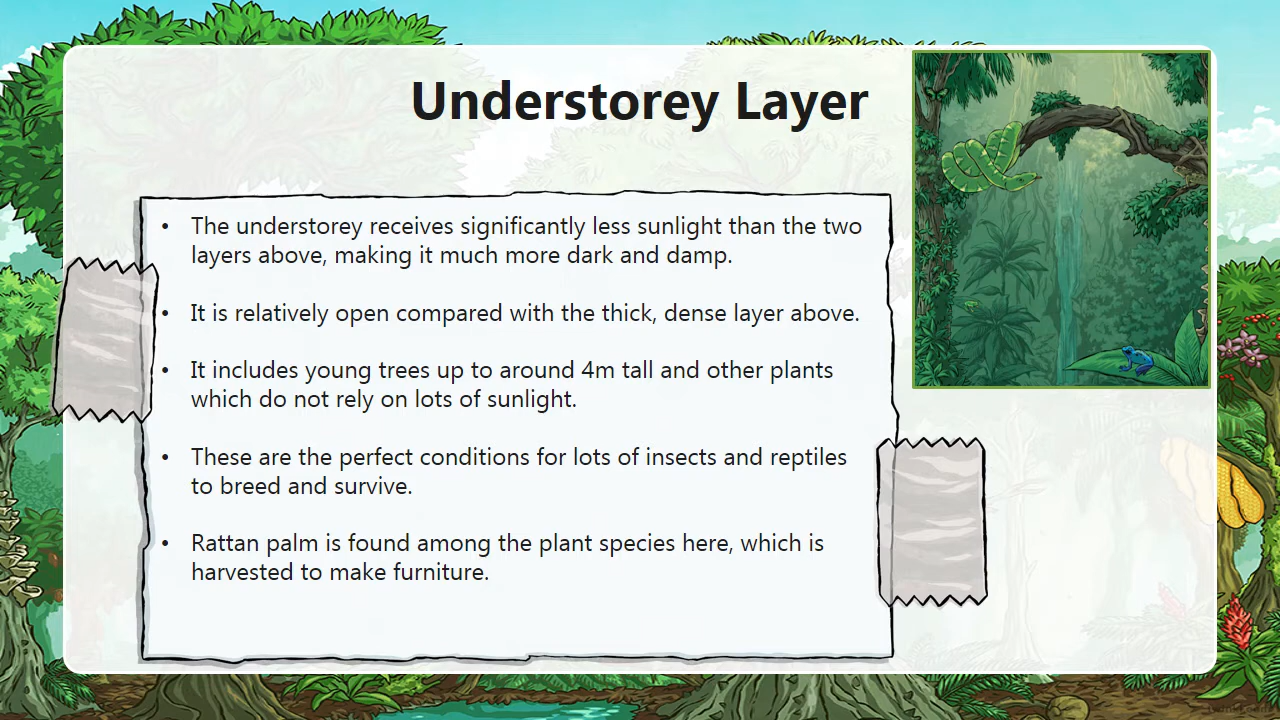 Understorey Layer
• The understorey receives significantly less sunlight than the two
layers above, making it much more dark and damp.
• It is relatively open compared with the thick, dense layer above.
• It includes young trees up to around 4m tall and other plants
which do not rely on lots of sunlight.
• These are the perfect conditions for lots of insects and reptiles
to breed and survive.
• Rattan palm is found among the plant species here, which is
harvested to make furniture.